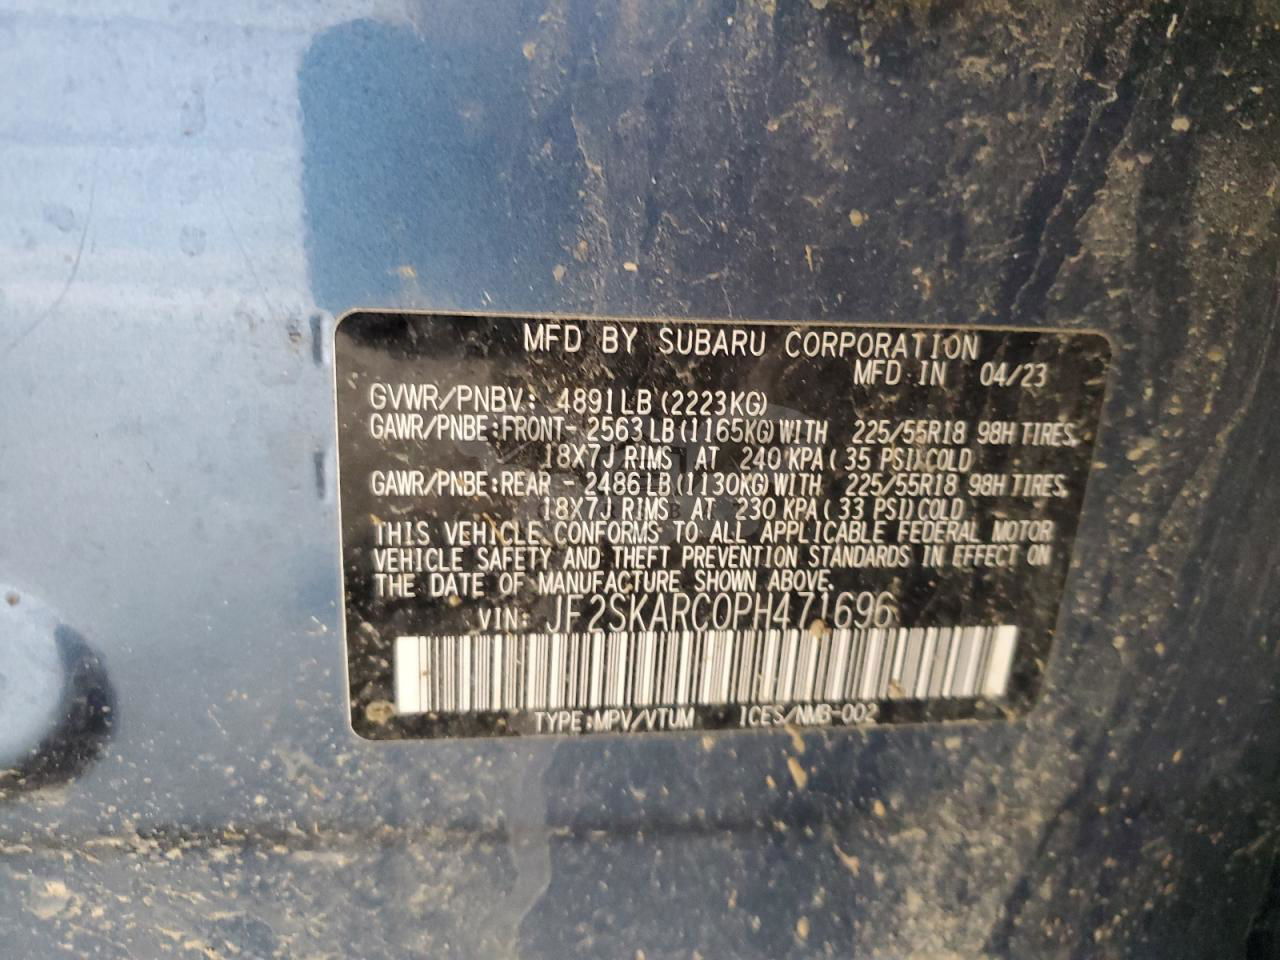 MFD BY SUBARU CORPORATION
MFD IN 04/23
GVWR/PNBV: 4891LB (2223KG)
GAWR/PNBE:FRONT- 2563LB(1165KG)WITH 225/55R18 98H TIRES,
18X7J RIMS AT 240 KPA ( 35 PSI)COLD
GAWR/PNBE:REAR - 2486LB(1130KG)WITH 225/55R18 98H TIRES,
18X7J RIMS AT 230 KPA ( 33 PSI)COLD
THIS VEHICLE CONFORMS TO ALL APPLICABLE FEDERAL MOTOR
VEHICLE SAFETY AND THEFT PREVENTION STANDARDS IN EFFECT ON
THE DATE OF MANUFACTURE SHOWN ABOVE.
VIN: JF2SKARC0PH471696
TYPE:MPV/VTUM ICES/NMB-002